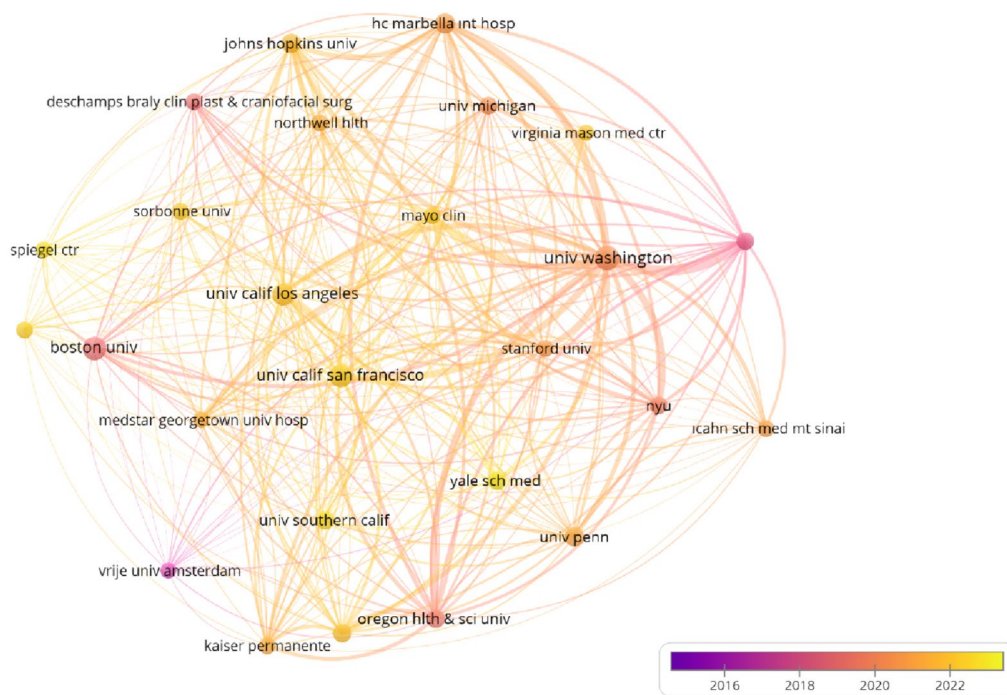 hc marbella ınt hosp
johns hopkins univ
deschamps braly clin plast & craniofacial surg
univ michigan
northwell hlth
virginia mason med ctr
sorbonne univ
mayo clin
spiegel ctr
univ washington
univ calif los angeles
boston univ
stanford univ
univ calif san francisco
nyu
medstar georgetown univ hosp
ıcahn sch med mt sinai
yale sch med
univ southern calif
univ penn
vrije univ amsterdam
oregon hlth & sci univ
kaiser permanente
2016 2018 2020 2022